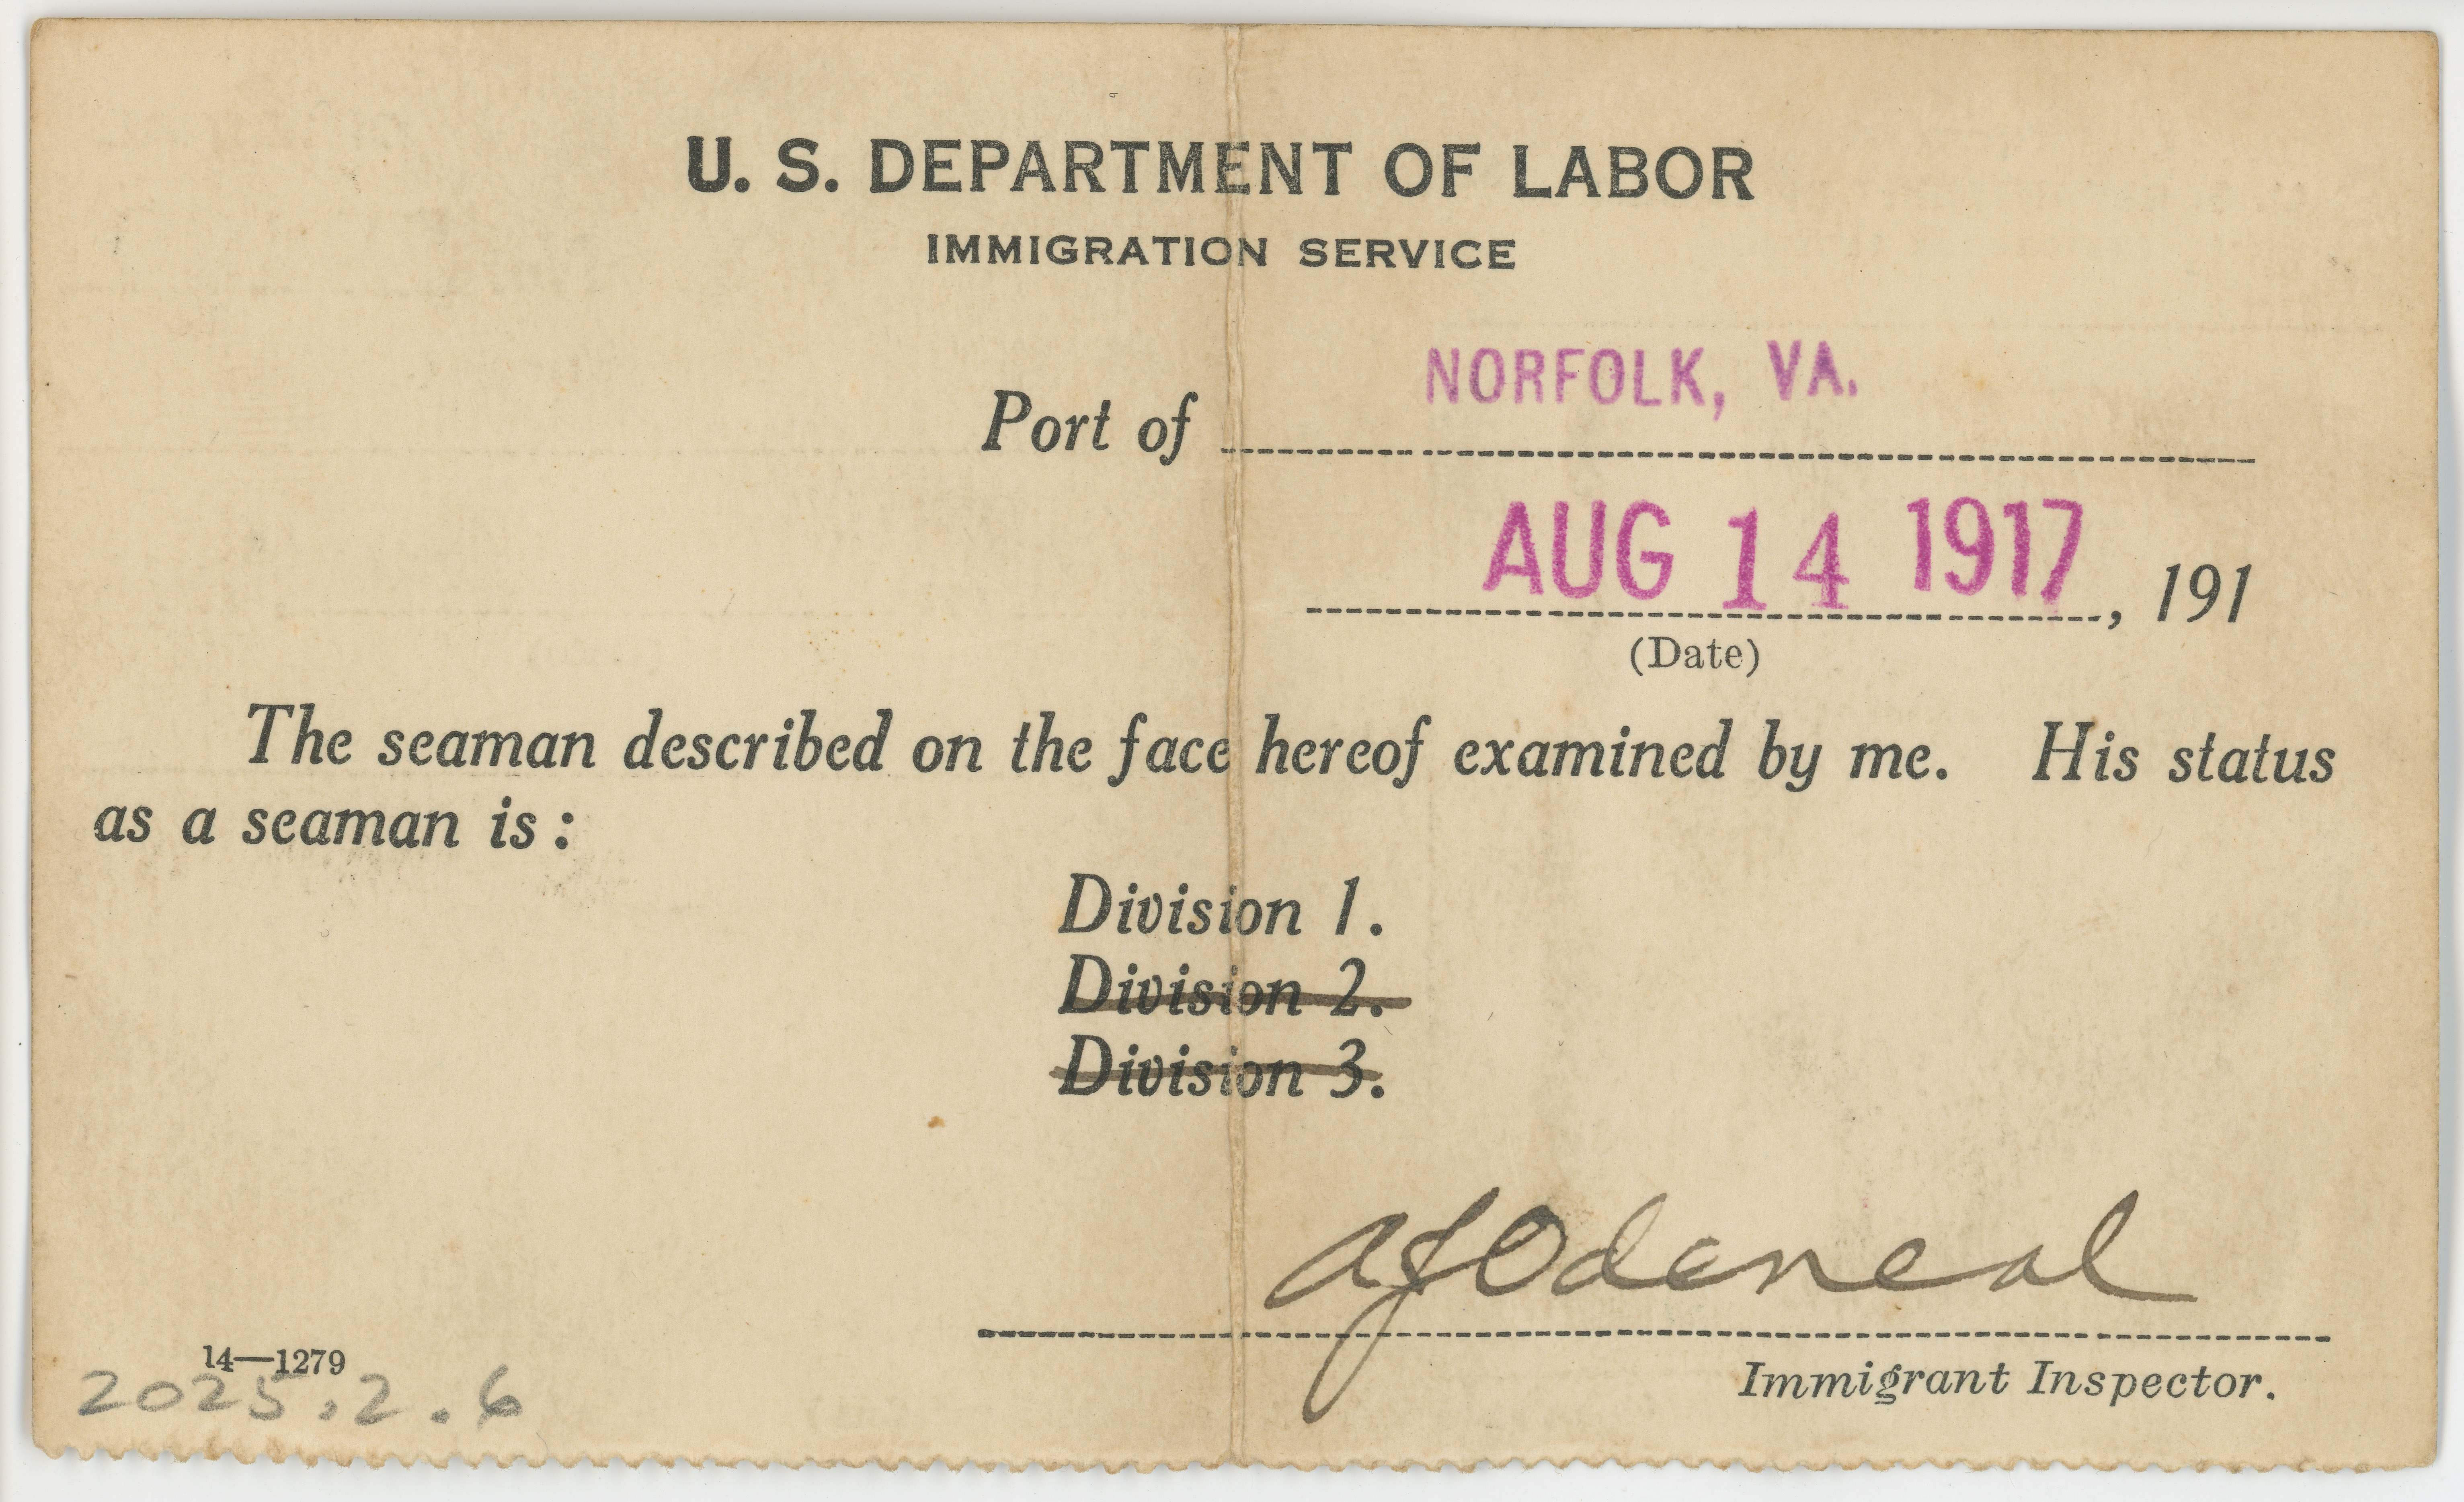 U. S. DEPARTMENT OF LABOR
IMMIGRATION SERVICE
Port of NORFOLK, VA.
AUG 14 1917, 191
(Date)
The seaman described on the face hereof examined by me. His status
as a seaman is:
Division 1.
Division 2.
Division 3.
A J Odeneal
Immigrant Inspector.
14—1279
2025.2.6